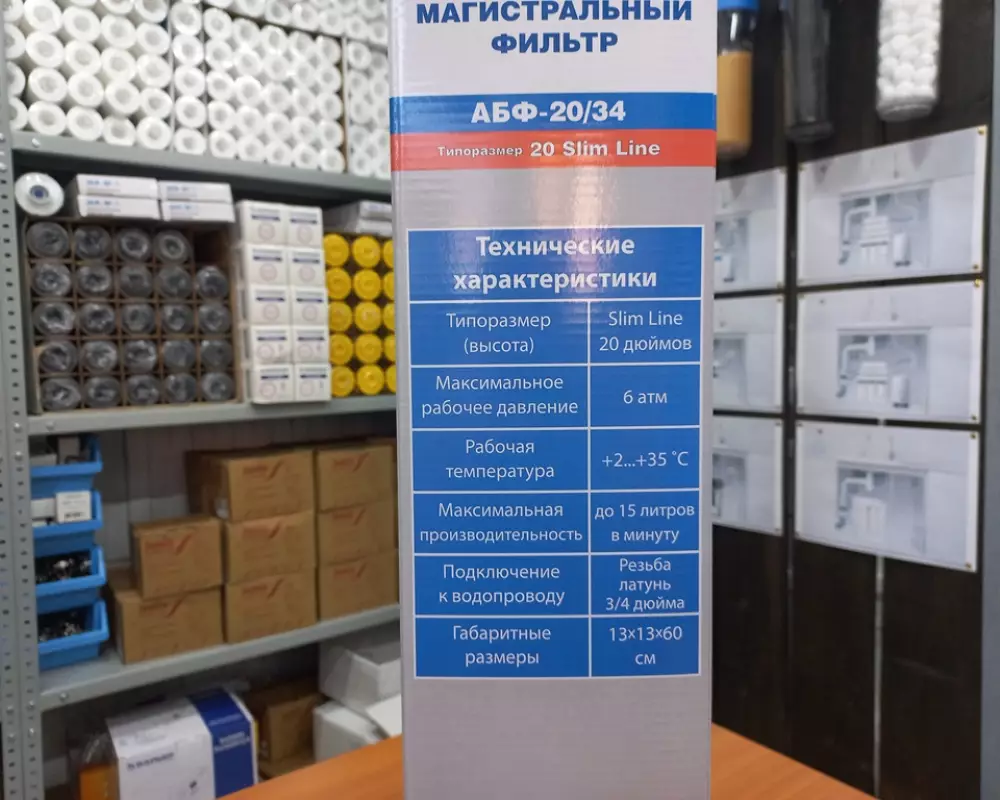 МАГИСТРАЛЬНЫЙ
ФИЛЬТР
АБФ-20/34
Типоразмер 20 Slim Line
Технические
характеристики
Типоразмер
(высота)
Slim Line
20 дюймов
Максимальное
рабочее давление
6 атм
Рабочая
температура
+2...+35 °C
Максимальная
производительность
до 15 литров
в минуту
Подключение
к водопроводу
Резьба
латунь
3/4 дюйма
Габаритные
размеры
13×13×60
см